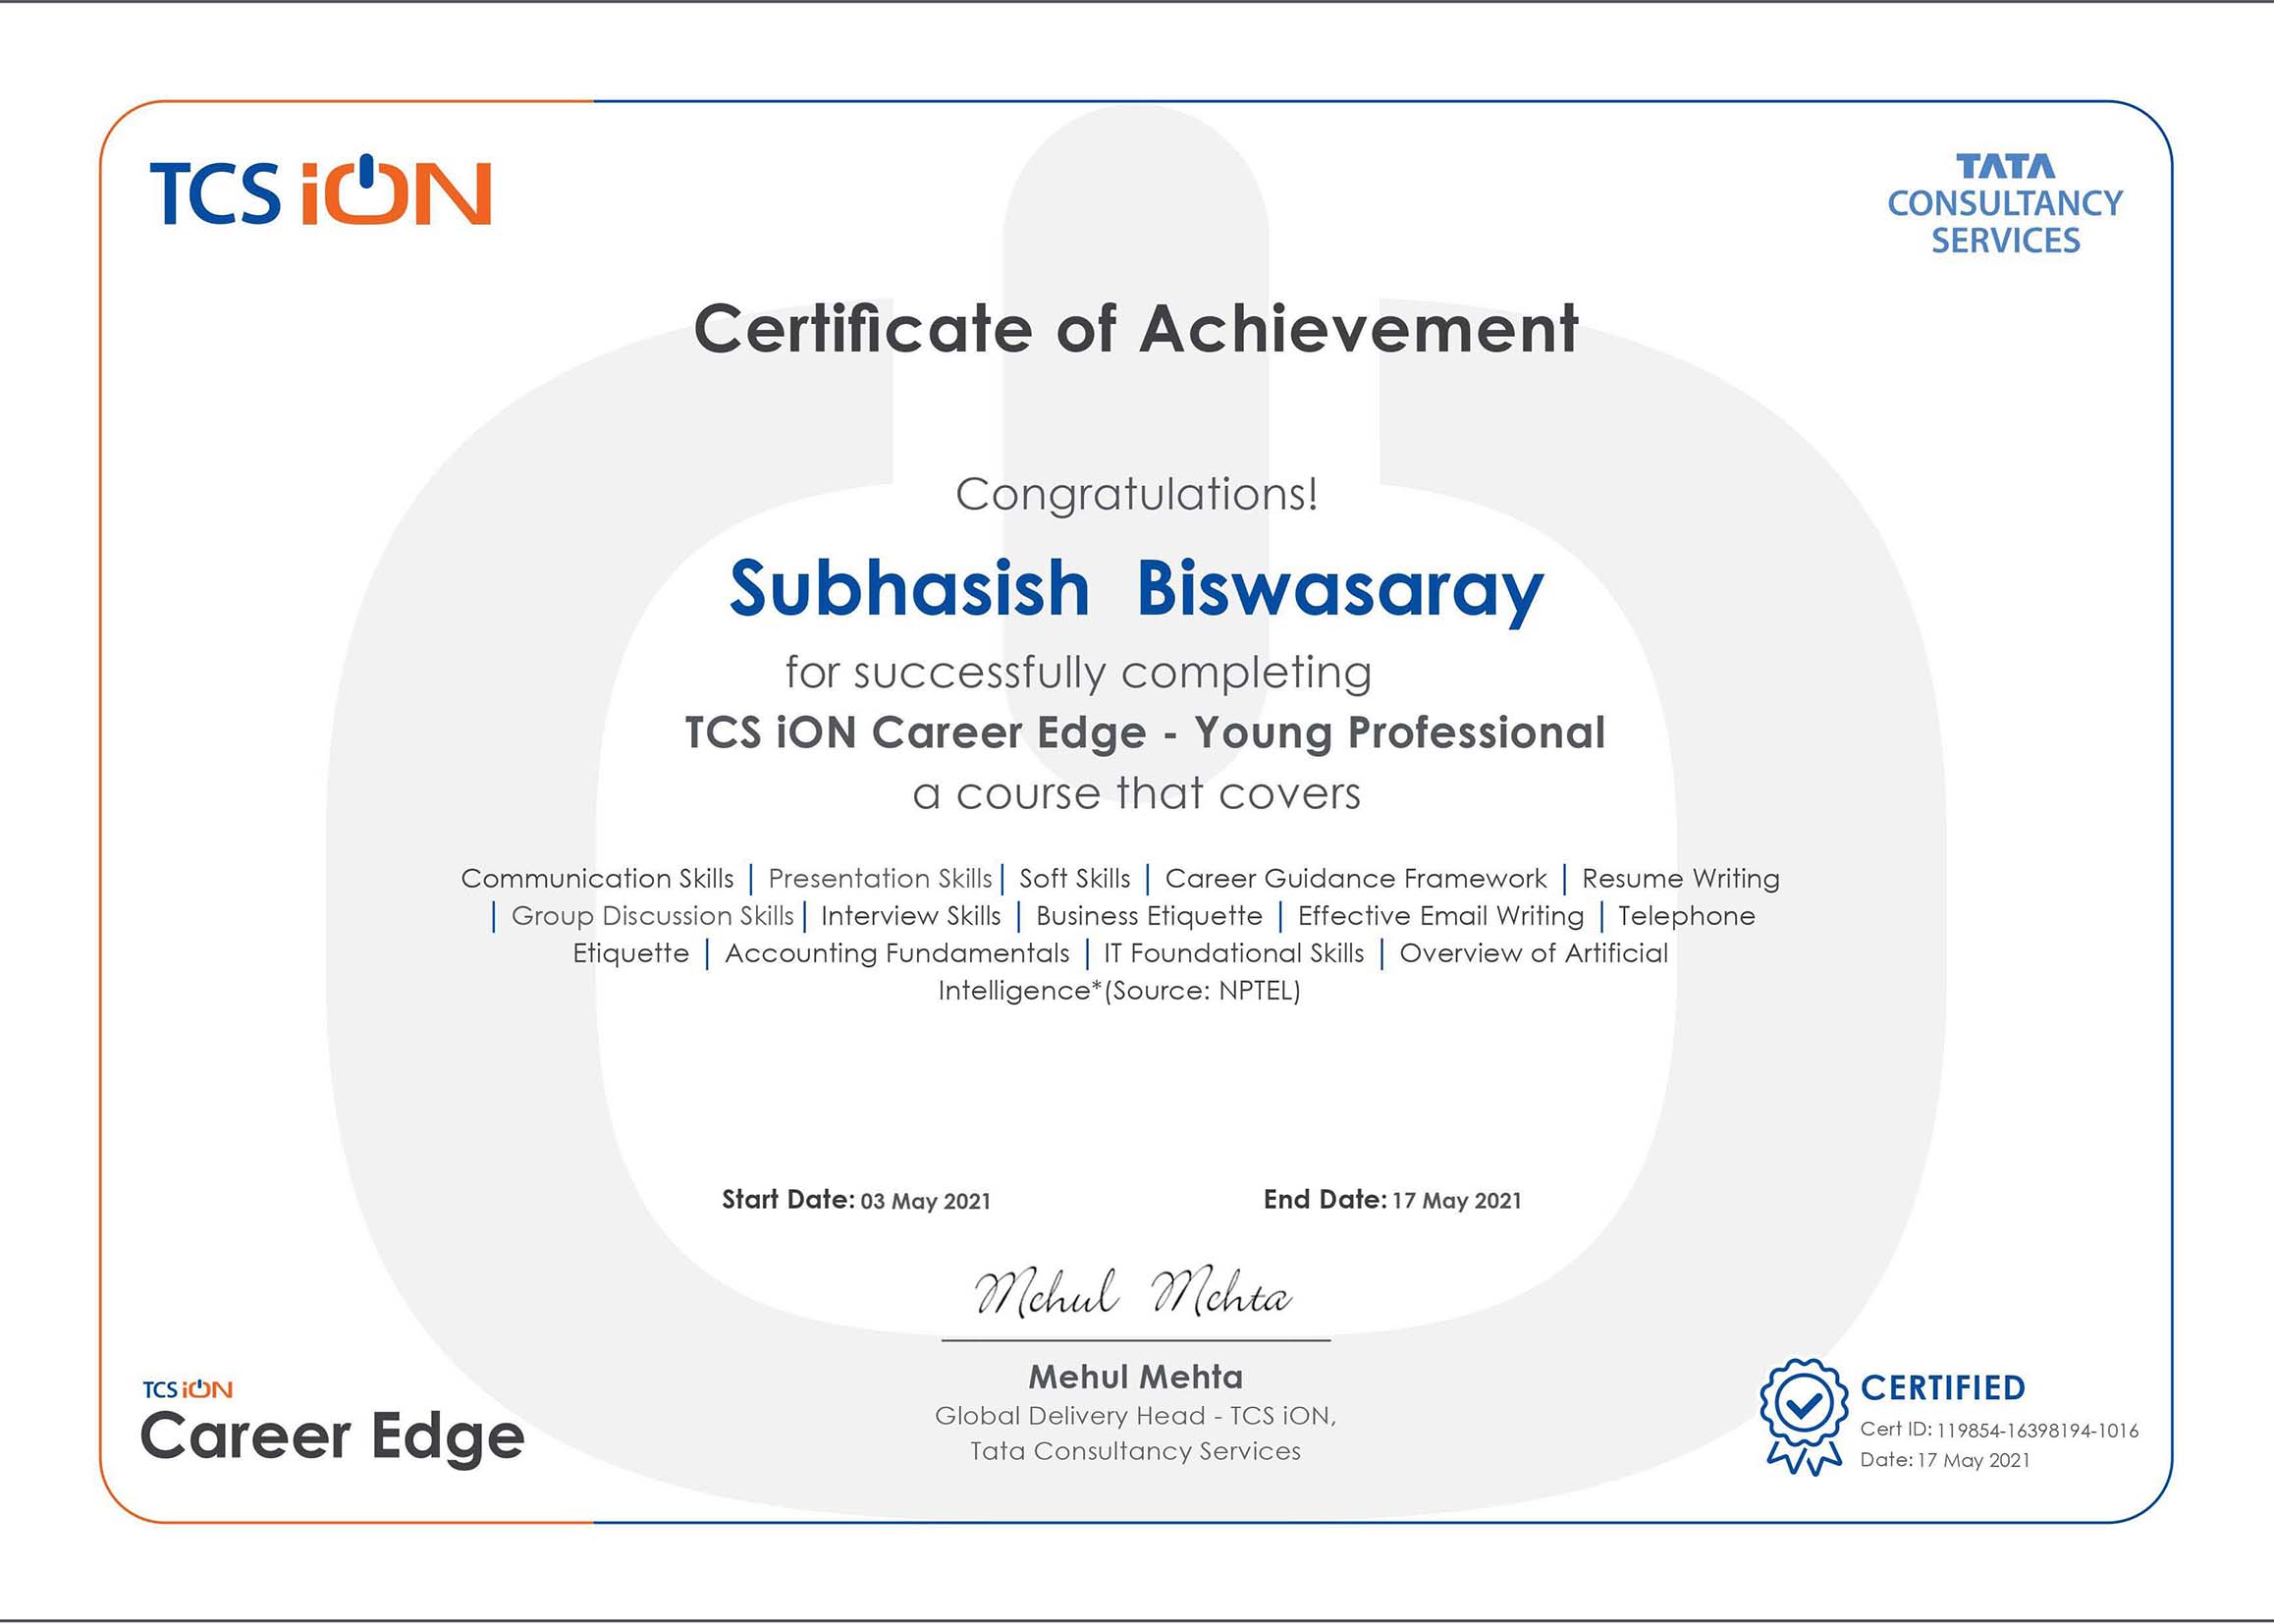 TCS iON
TATA
CONSULTANCY
SERVICES
Certificate of Achievement
Congratulations!
Subhasish Biswasaray
for successfully completing
TCS iON Career Edge - Young Professional
a course that covers
Communication Skills | Presentation Skills | Soft Skills | Career Guidance Framework | Resume Writing
| Group Discussion Skills | Interview Skills | Business Etiquette | Effective Email Writing | Telephone
Etiquette | Accounting Fundamentals | IT Foundational Skills | Overview of Artificial
Intelligence*(Source: NPTEL)
Start Date: 03 May 2021 End Date: 17 May 2021
Mehul Mehta
Mehul Mehta
Global Delivery Head - TCS iON,
Tata Consultancy Services
TCS iON
Career Edge
CERTIFIED
Cert ID: 119854-16398194-1016
Date: 17 May 2021